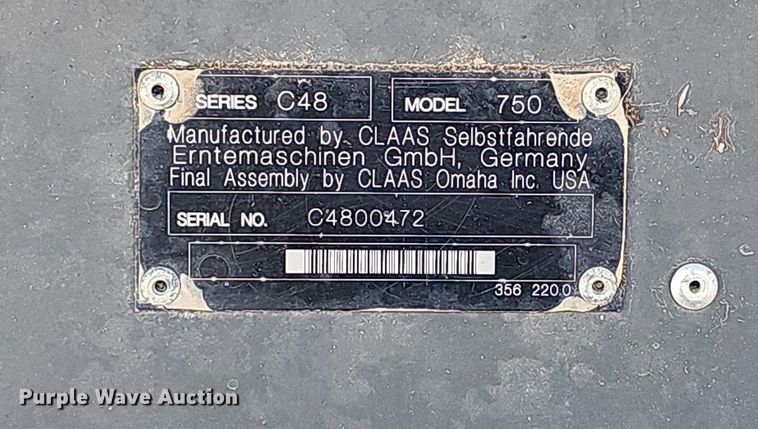 SERIES C48 MODEL 750
Manufactured by CLAAS Selbstfahrende
Erntemaschinen GmbH, Germany
Final Assembly by CLAAS Omaha Inc. USA
SERIAL NO. C4800472
356 220.0
Purple Wave Auction